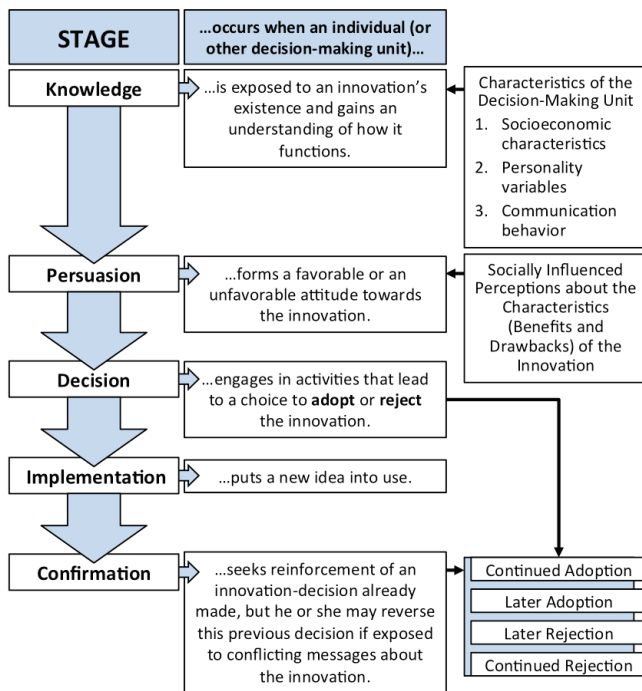 STAGE
…occurs when an individual (or
other decision-making unit)…
Knowledge
…is exposed to an innovation's
existence and gains an
understanding of how it
functions.
Characteristics of the
Decision-Making Unit
1. Socioeconomic
characteristics
2. Personality
variables
3. Communication
behavior
Persuasion
…forms a favorable or an
unfavorable attitude towards
the innovation.
Socially Influenced
Perceptions about the
Characteristics
(Benefits and
Drawbacks) of the
Innovation
Decision
…engages in activities that lead
to a choice to adopt or reject
the innovation.
Implementation
…puts a new idea into use.
Confirmation
…seeks reinforcement of an
innovation-decision already
made, but he or she may reverse
this previous decision if exposed
to conflicting messages about
the innovation.
Continued Adoption
Later Adoption
Later Rejection
Continued Rejection